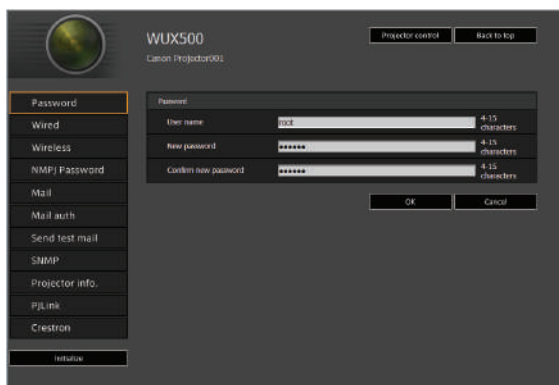 WUX500
Canon Projector001
Projector control
Back to top
Password
Wired
Wireless
NMPJ Password
Mail
Mail auth
Send test mail
SNMP
Projector info.
PJLink
Crestron
Initialize
Password
User name root 4-15 characters
New password •••••• 4-15 characters
Confirm new password •••••• 4-15 characters
OK
Cancel